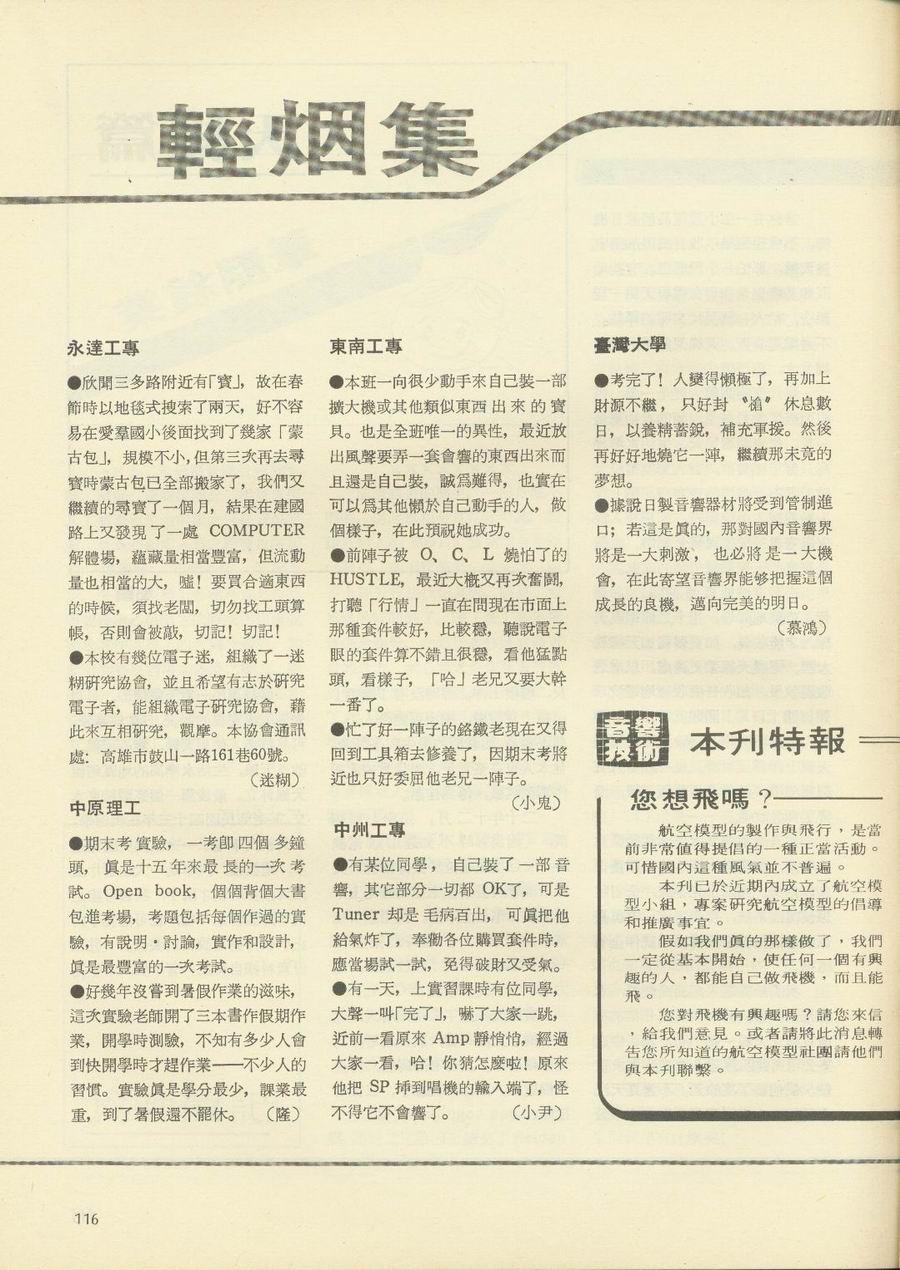 輕烟集
永達工專
●欣聞三多路附近有「寶」，故在春
節時以地毯式搜索了兩天，好不容
易在愛羣國小後面找到了幾家「蒙
古包」，規模不小，但第三次再去尋
寶時蒙古包已全部搬家了，我們又
繼續的尋寶了一個月，結果在建國
路上又發現了一處 COMPUTER
解體場，蘊藏量相當豐富，但流動
量也相當的大，噓！要買合適東西
的時候，須找老闆，切勿找工頭算
帳，否則會被敲，切記！切記！
●本校有幾位電子迷，組織了一迷
糊研究協會，並且希望有志於研究
電子者，能組織電子研究協會，藉
此來互相研究，觀摩。本協會通訊
處：高雄市鼓山一路161巷60號。
（迷糊）
中原理工
●期末考實驗，一考卽四個多鐘
頭，眞是十五年來最長的一次考
試。Open book，個個背個大書
包進考場，考題包括每個作過的實
驗，有說明·討論，實作和設計，
眞是最豐富的一次考試。
●好幾年沒嘗到暑假作業的滋味，
這次實驗老師開了三本書作假期作
業，開學時測驗，不知有多少人會
到快開學時才趕作業——不少人的
習慣。實驗眞是學分最少，課業最
重，到了暑假還不罷休。（隆）
東南工專
●本班一向很少動手來自己裝一部
擴大機或其他類似東西出來的寶
貝。也是全班唯一的異性，最近放
出風聲要弄一套會響的東西出來而
且還是自己裝，誠爲難得，也實在
可以爲其他懶於自己動手的人，做
個樣子，在此預祝她成功。
●前陣子被 O、C、L 燒怕了的
HUSTLE，最近大概又再次奮鬪，
打聽「行情」一直在問現在市面上
那種套件較好，比較穩，聽說電子
眼的套件算不錯且很穩，看他猛點
頭，看樣子，「哈」老兄又要大幹
一番了。
●忙了好一陣子的銘鐵老現在又得
回到工具箱去修養了，因期末考將
近也只好委屈他老兄一陣子。
（小鬼）
中州工專
●有某位同學，自己裝了一部音
響，其它部分一切都 OK了，可是
Tuner 却是毛病百出，可眞把他
給氣炸了，奉勸各位購買套件時，
應當場試一試，免得破財又受氣。
●有一天，上實習課時有位同學，
大聲一叫「完了」，嚇了大家一跳，
近前一看原來 Amp 靜悄悄，經過
大家一看，哈！你猜怎麼啦！原來
他把 SP 揷到唱機的輸入端了，怪
不得它不會響了。（小尹）
臺灣大學
●考完了！人變得懶極了，再加上
財源不繼，只好封〝槍〞休息數
日，以養精蓄銳，補充軍援。然後
再好好地燒它一陣，繼續那未竟的
夢想。
●據說日製音響器材將受到管制進
口；若這是眞的，那對國內音響界
將是一大刺激，也必將是一大機
會，在此寄望音響界能够把握這個
成長的良機，邁向完美的明日。
（慕鴻）
音響
技術
本刊特報
您想飛嗎？
航空模型的製作與飛行，是當
前非常值得提倡的一種正當活動。
可惜國內這種風氣並不普遍。
本刊已於近期內成立了航空模
型小組，專案研究航空模型的倡導
和推廣事宜。
假如我們眞的那樣做了，我們
一定從基本開始，使任何一個有興
趣的人，都能自己做飛機，而且能
飛。
您對飛機有興趣嗎？請您來信
，給我們意見。或者請將此消息轉
告您所知道的航空模型社團請他們
與本刊聯繫。
116